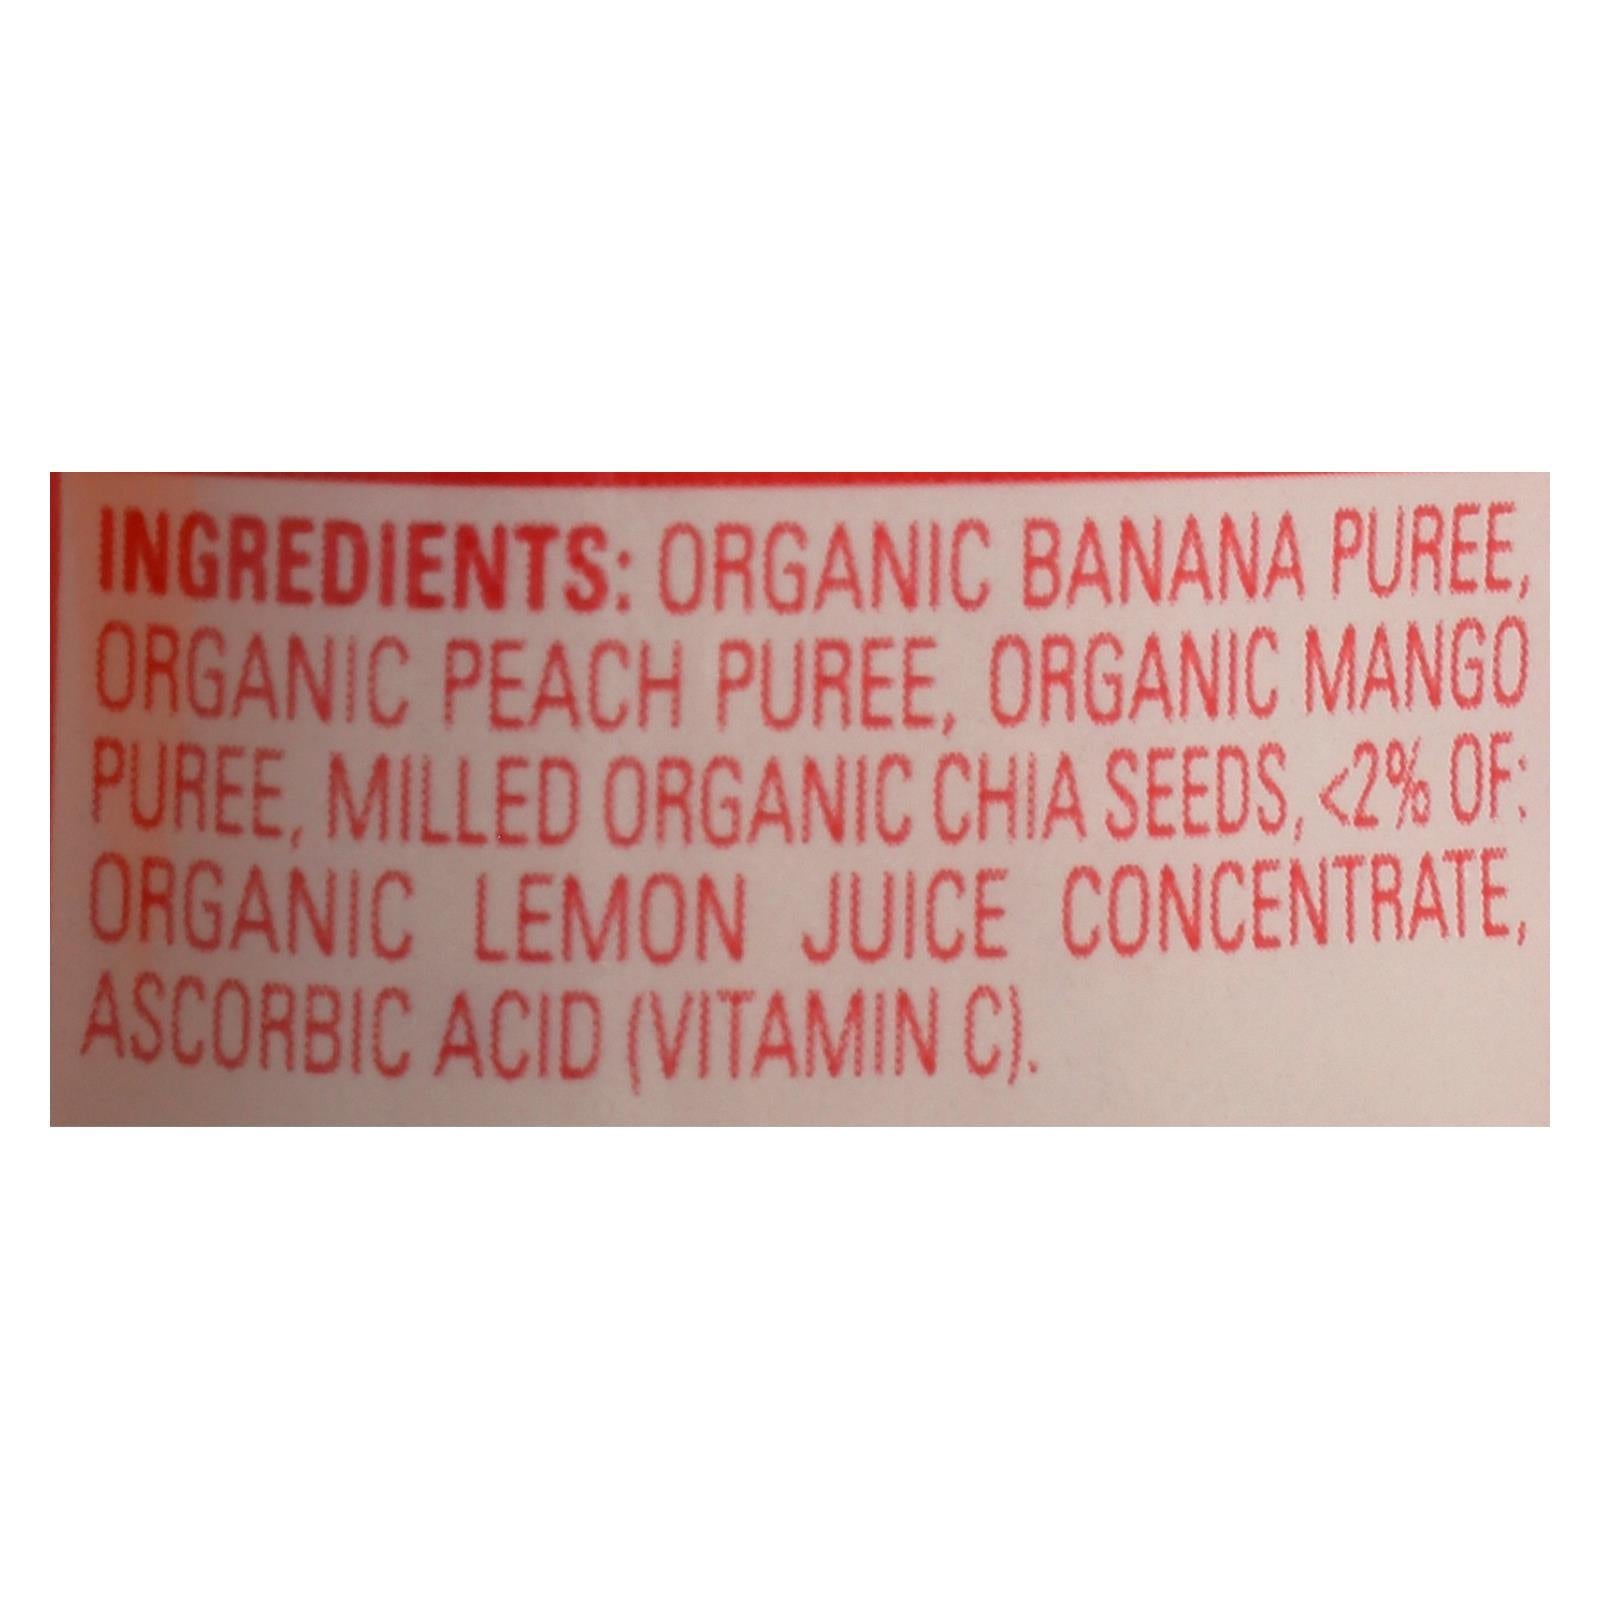 INGREDIENTS: ORGANIC BANANA PUREE,
ORGANIC PEACH PUREE, ORGANIC MANGO
PUREE, MILLED ORGANIC CHIA SEEDS, <2% OF:
ORGANIC LEMON JUICE CONCENTRATE,
ASCORBIC ACID (VITAMIN C).